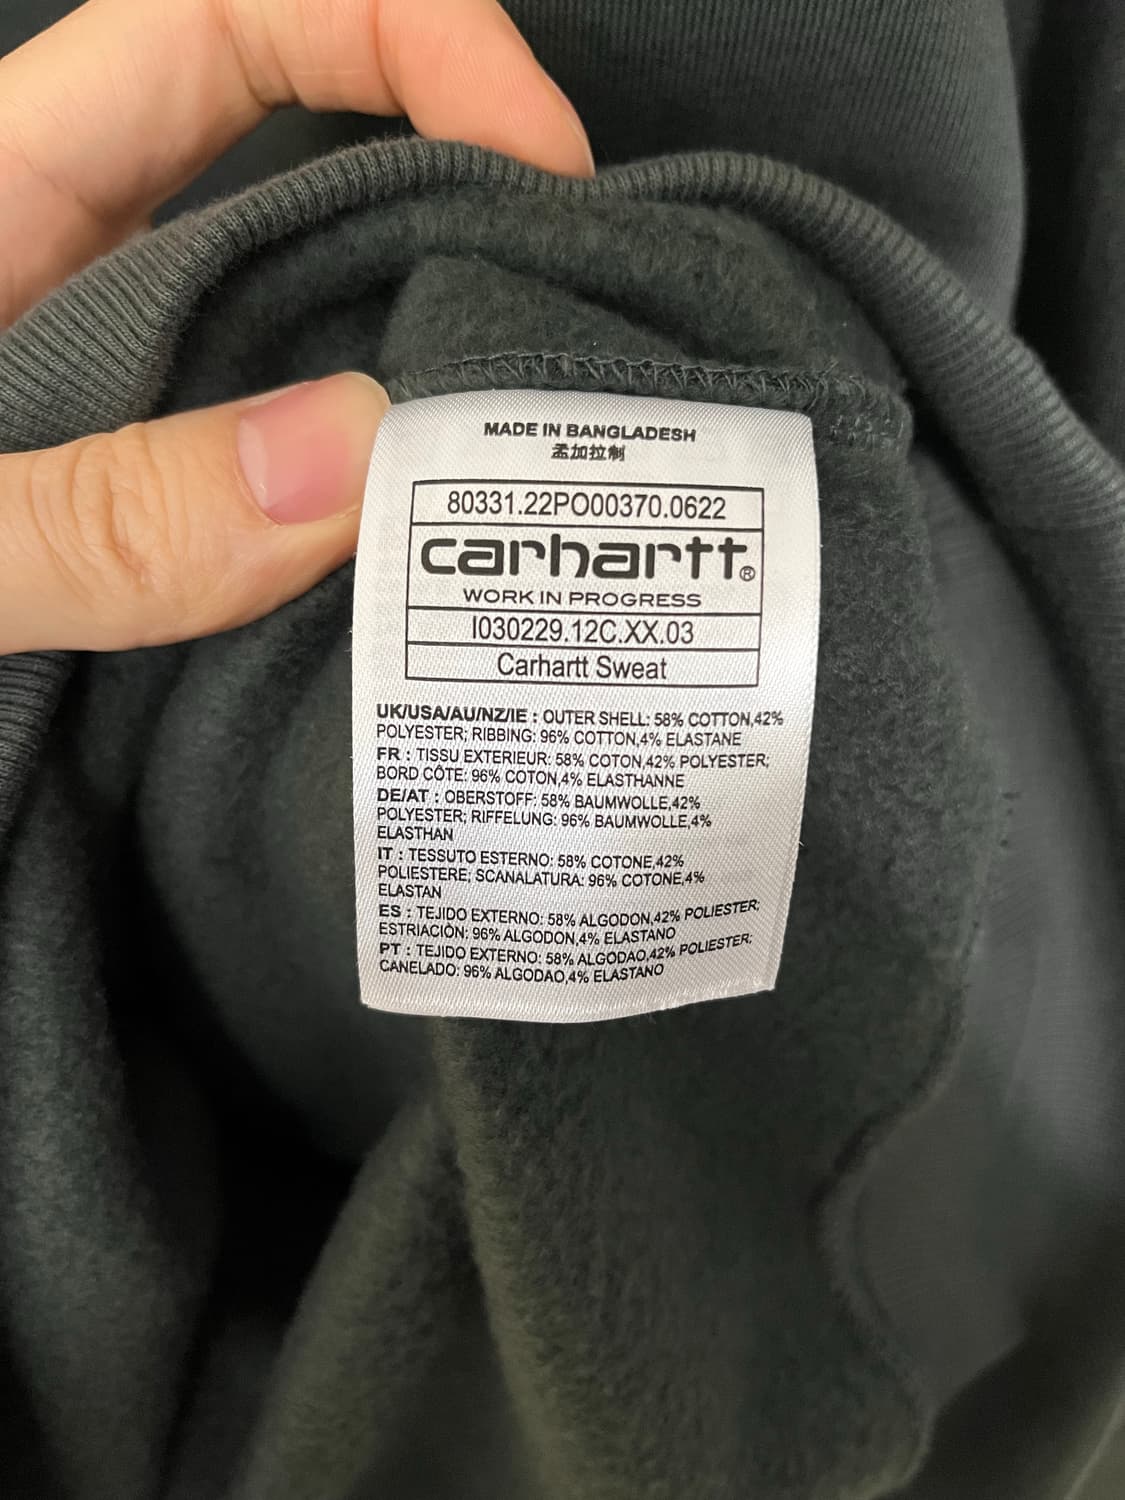 MADE IN BANGLADESH
孟加拉制
80331.22PO00370.0622
carhartt®
WORK IN PROGRESS
I030229.12C.XX.03
Carhartt Sweat
UK/USA/AU/NZ/IE : OUTER SHELL: 58% COTTON,42%
POLYESTER; RIBBING: 96% COTTON,4% ELASTANE
FR : TISSU EXTERIEUR: 58% COTON,42% POLYESTER;
BORD CÔTE: 96% COTON,4% ELASTHANNE
DE/AT : OBERSTOFF: 58% BAUMWOLLE,42%
POLYESTER; RIFFELUNG: 96% BAUMWOLLE,4%
ELASTHAN
IT : TESSUTO ESTERNO: 58% COTONE,42%
POLIESTERE; SCANALATURA: 96% COTONE,4%
ELASTAN
ES : TEJIDO EXTERNO: 58% ALGODON,42% POLIESTER;
ESTRIACIÓN: 96% ALGODON,4% ELASTANO
PT : TEJIDO EXTERNO: 58% ALGODAO,42% POLIESTER;
CANELADO: 96% ALGODAO,4% ELASTANO